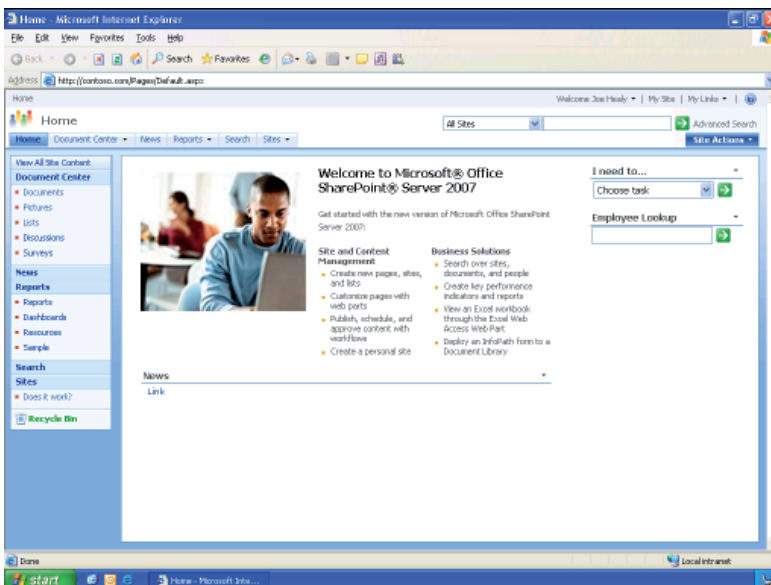 Home - Microsoft Internet Explorer
File Edit View Favorites Tools Help
Back Search Favorites
Address http://contoso.com/Pages/Default.aspx
Home Welcome Joe Healy | My Site | My Links |
Home All Sites Advanced Search
Home Document Center News Reports Search Sites Site Actions
View All Site Content
Document Center
Documents
Pictures
Lists
Discussions
Surveys
News
Reports
Reports
Dashboards
Resources
Sample
Search
Sites
Does it work?
Recycle Bin
Welcome to Microsoft® Office
SharePoint® Server 2007
Get started with the new version of Microsoft Office SharePoint
Server 2007:
Site and Content
Management
Create new pages, sites,
and lists
Customize pages with
web parts
Publish, schedule, and
approve content with
workflows
Create a personal site
Business Solutions
Search over sites,
documents, and people
Create key performance
indicators and reports
View an Excel workbook
through the Excel Web
Access Web Part
Deploy an InfoPath form to a
Document Library
News
Link
I need to...
Choose task
Employee Lookup
Done Local intranet
start Home - Microsoft Inte...